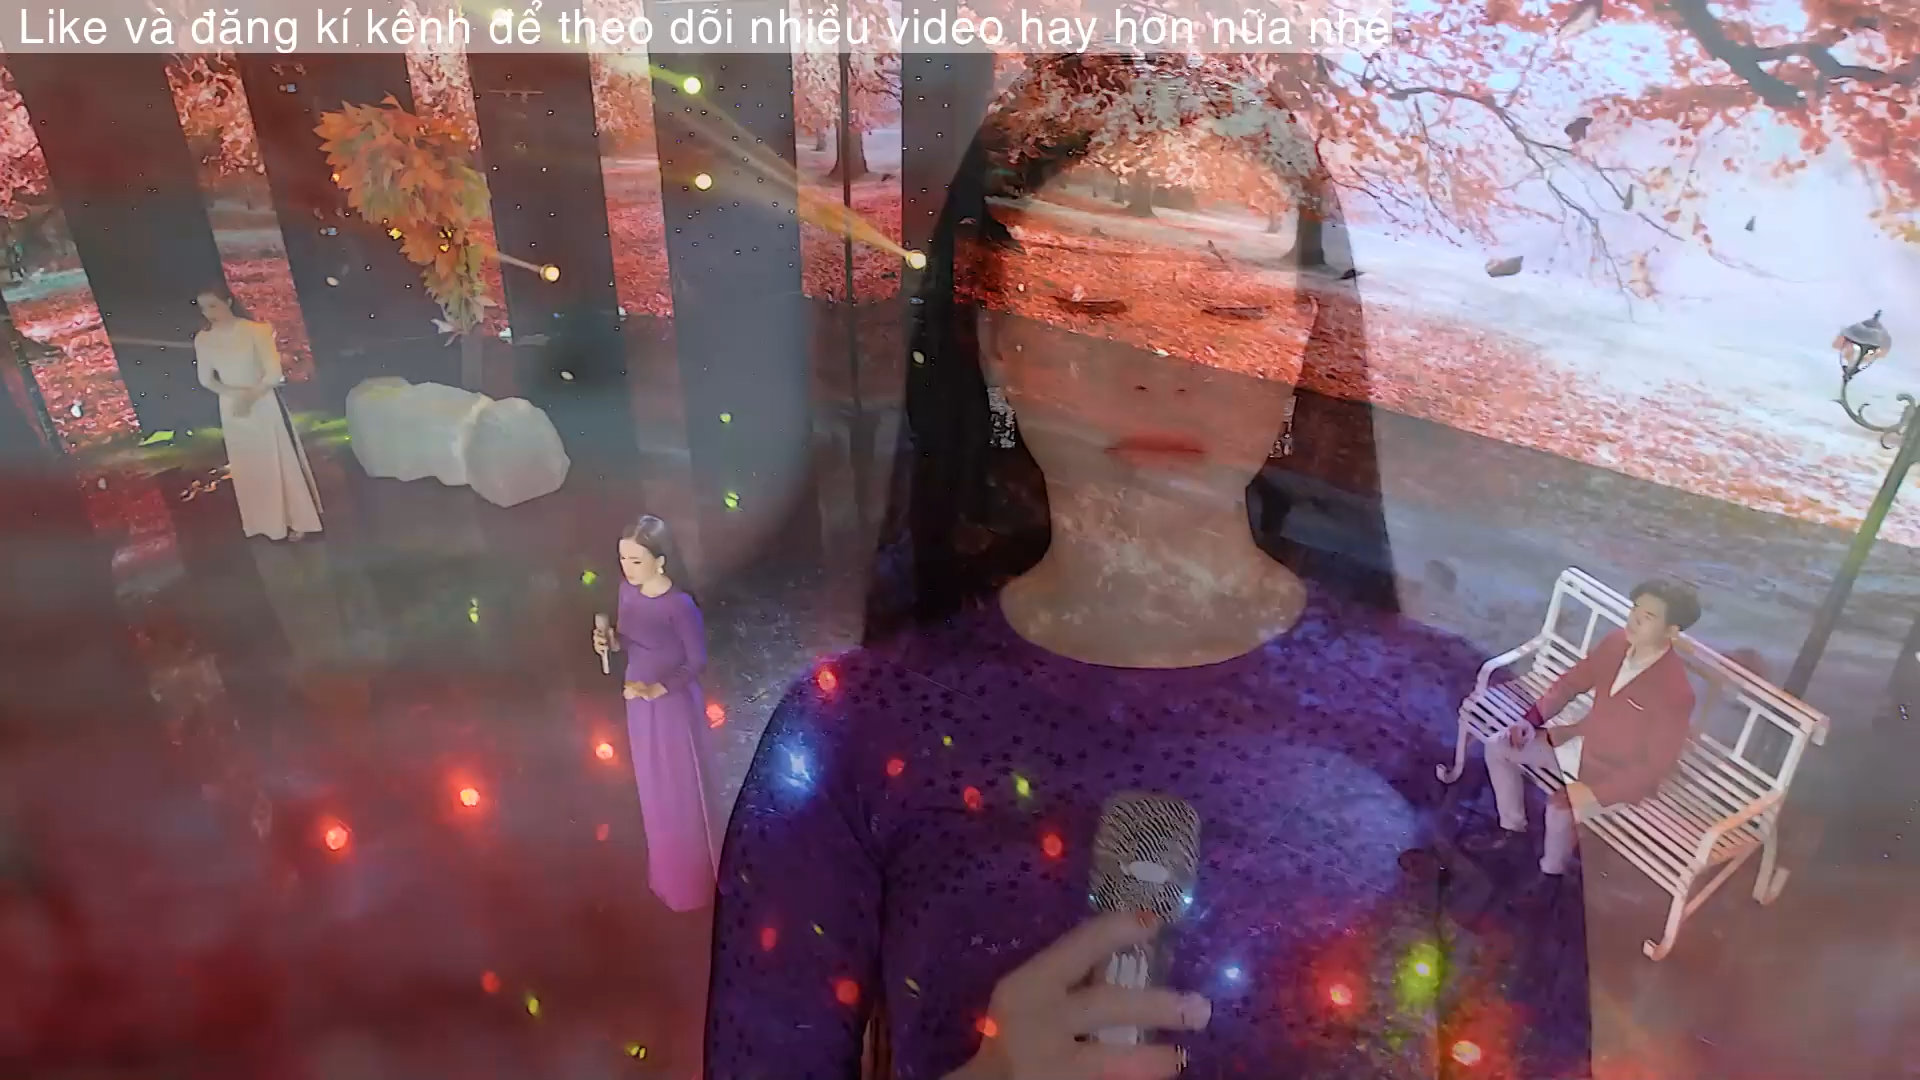 Like và đăng kí kênh để theo dõi nhiều video hay hơn nữa nhé